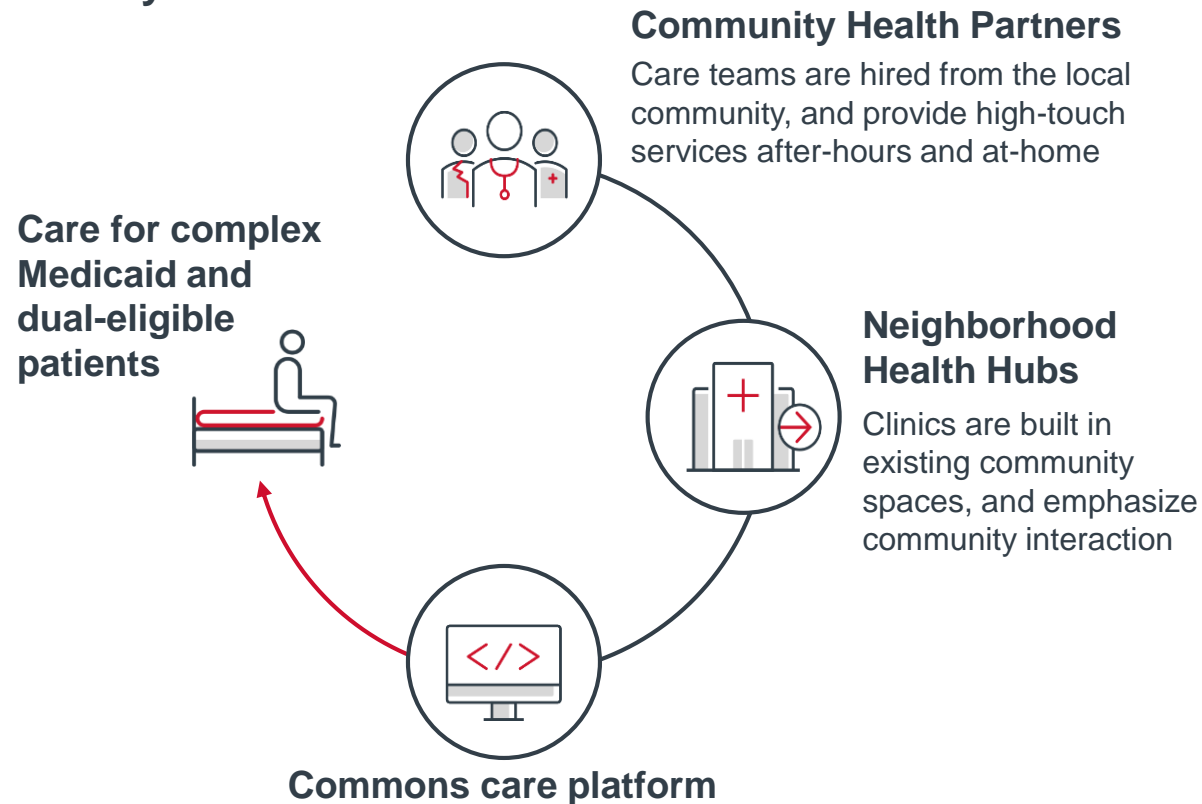 Community Health Partners
Care teams are hired from the local
community, and provide high-touch
services after-hours and at-home
Care for complex
Medicaid and
dual-eligible
patients
Neighborhood
Health Hubs
Clinics are built in
existing community
spaces, and emphasize
community interaction
</>
Commons care platform